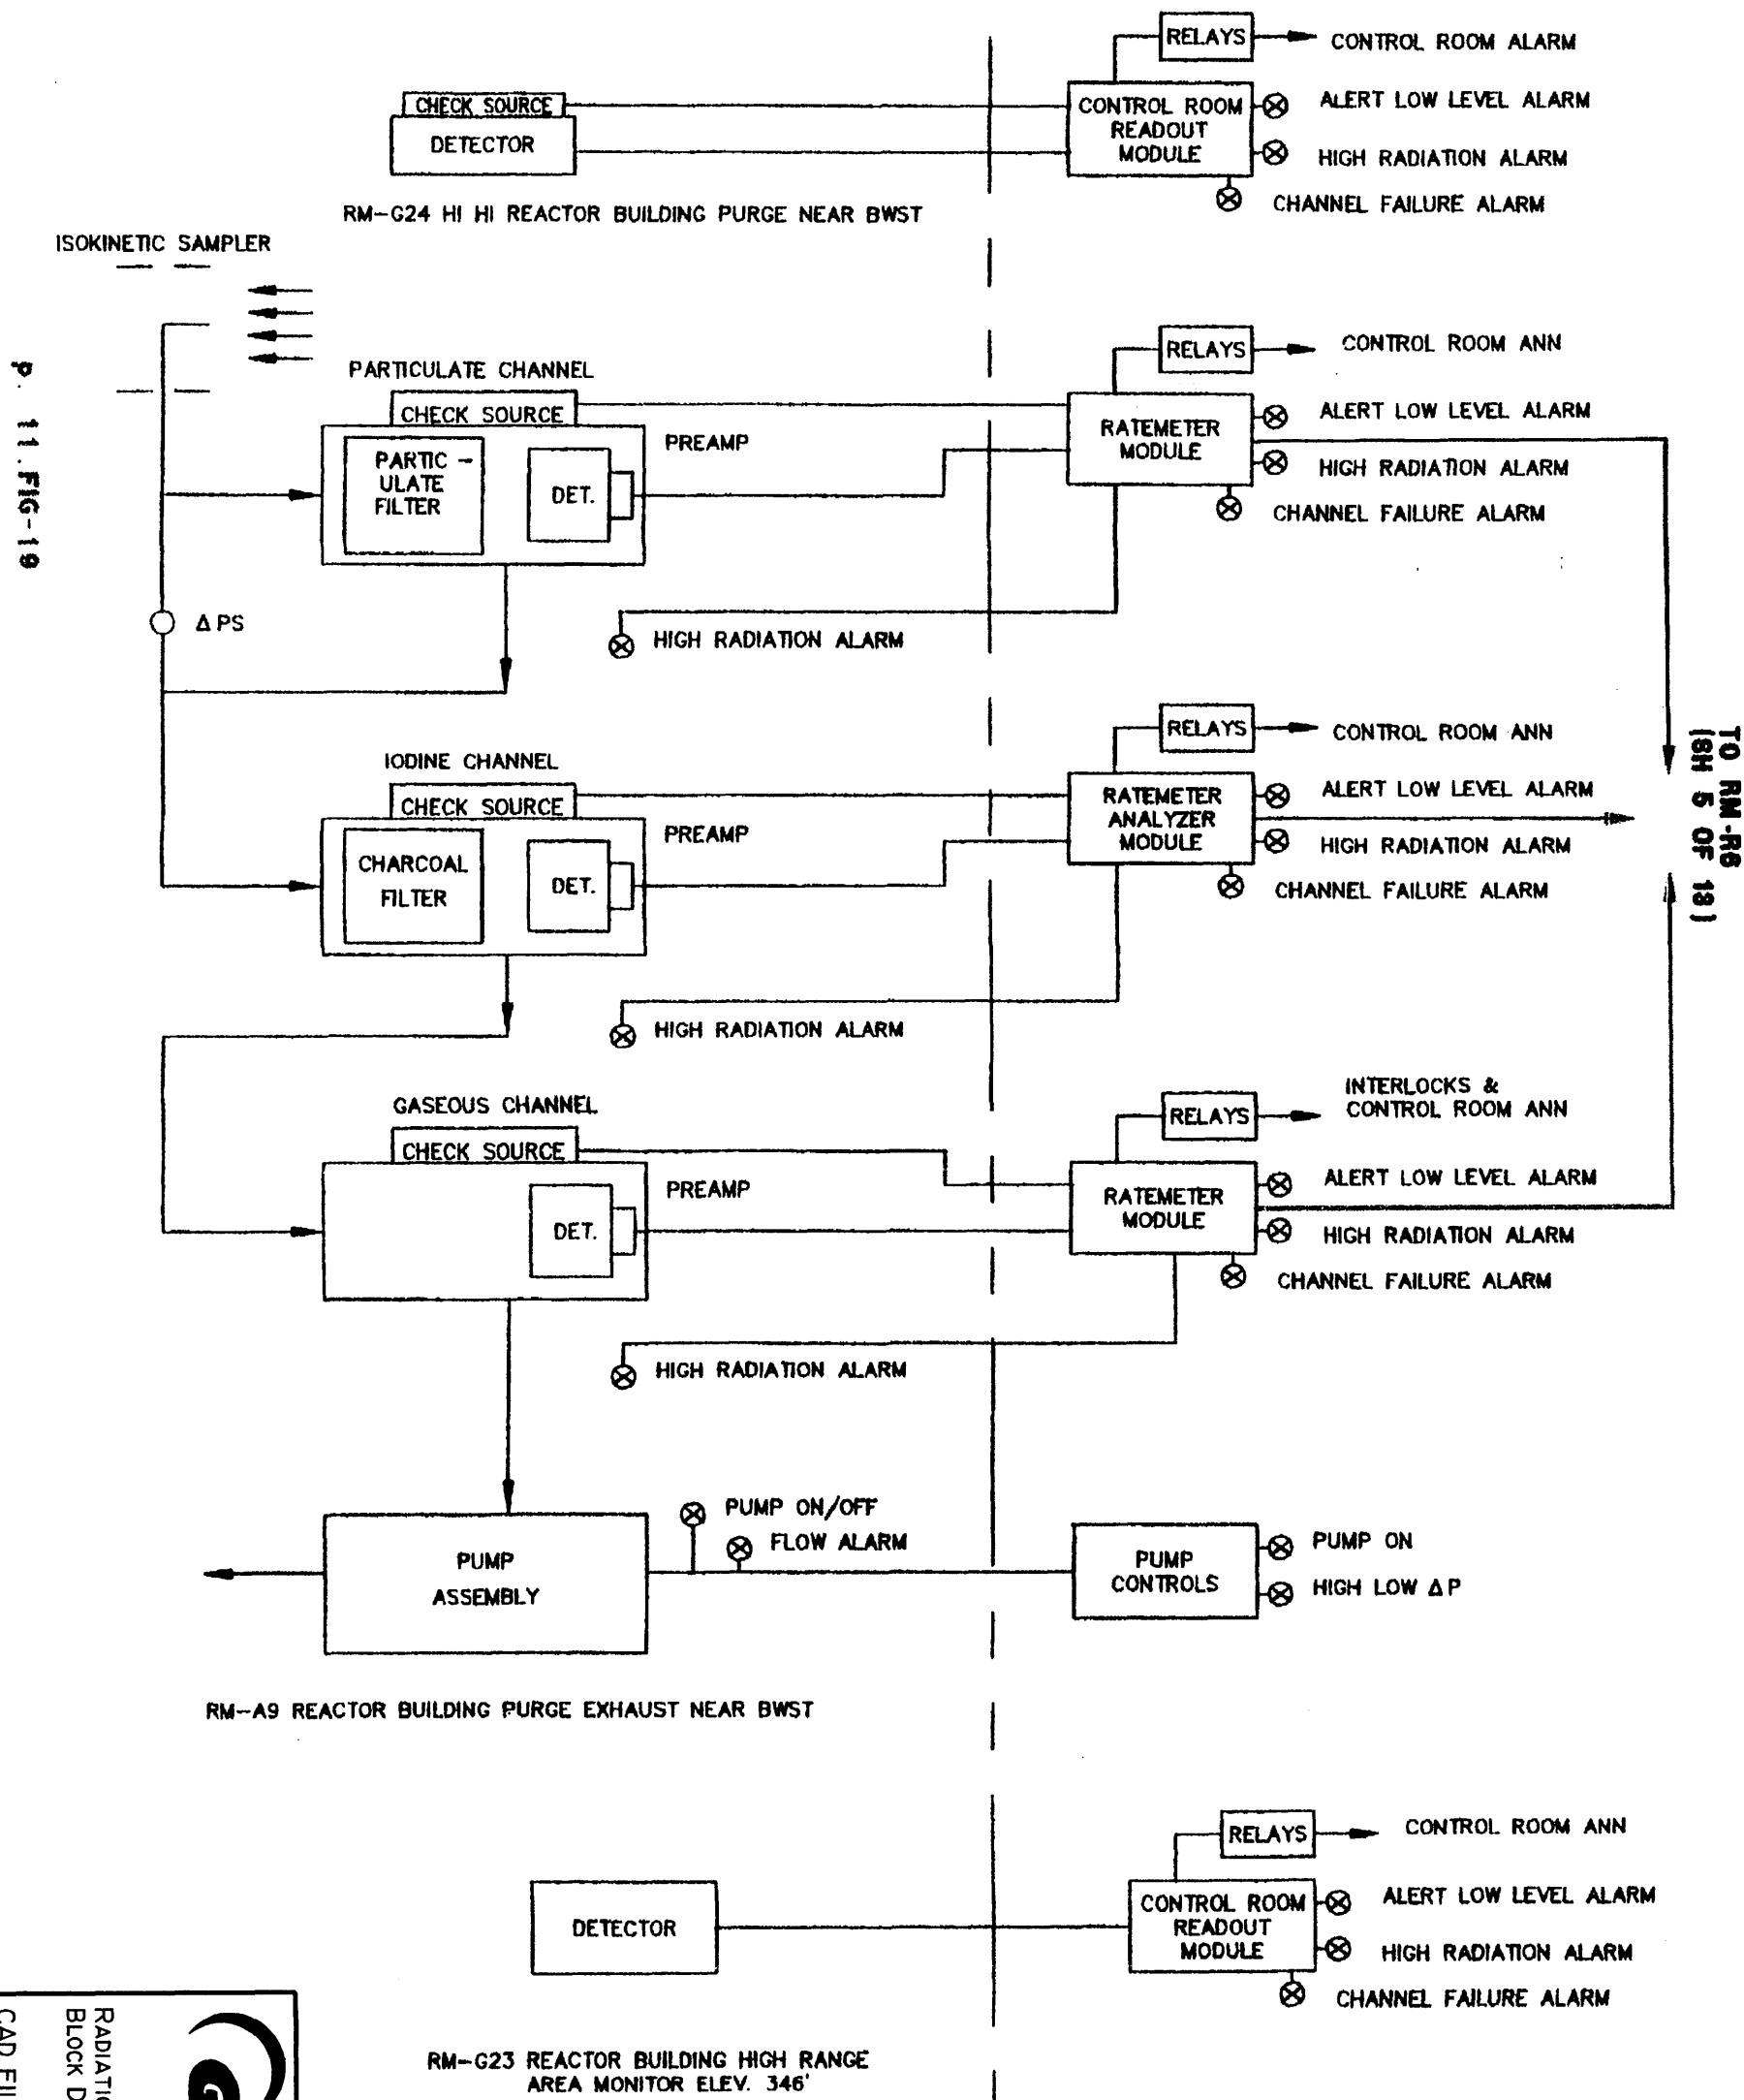 RELAYS
CONTROL ROOM ALARM
CHECK SOURCE
DETECTOR
CONTROL ROOM
READOUT
MODULE
ALERT LOW LEVEL ALARM
HIGH RADIATION ALARM
CHANNEL FAILURE ALARM
RM-G24 HI HI REACTOR BUILDING PURGE NEAR BWST
ISOKINETIC SAMPLER
RELAYS
CONTROL ROOM ANN
PARTICULATE CHANNEL
CHECK SOURCE
PARTIC -
ULATE
FILTER
DET.
PREAMP
RATEMETER
MODULE
ALERT LOW LEVEL ALARM
HIGH RADIATION ALARM
CHANNEL FAILURE ALARM
P. 11.FIG-19
Δ PS
HIGH RADIATION ALARM
RELAYS
CONTROL ROOM ANN
IODINE CHANNEL
CHECK SOURCE
CHARCOAL
FILTER
DET.
PREAMP
RATEMETER
ANALYZER
MODULE
ALERT LOW LEVEL ALARM
HIGH RADIATION ALARM
CHANNEL FAILURE ALARM
TO RM-R8
(SH 5 OF 18)
HIGH RADIATION ALARM
INTERLOCKS &
CONTROL ROOM ANN
RELAYS
GASEOUS CHANNEL
CHECK SOURCE
DET.
PREAMP
RATEMETER
MODULE
ALERT LOW LEVEL ALARM
HIGH RADIATION ALARM
CHANNEL FAILURE ALARM
HIGH RADIATION ALARM
PUMP ON/OFF
FLOW ALARM
PUMP
ASSEMBLY
PUMP
CONTROLS
PUMP ON
HIGH LOW Δ P
RM-A9 REACTOR BUILDING PURGE EXHAUST NEAR BWST
RELAYS
CONTROL ROOM ANN
DETECTOR
CONTROL ROOM
READOUT
MODULE
ALERT LOW LEVEL ALARM
HIGH RADIATION ALARM
CHANNEL FAILURE ALARM
RM-G23 REACTOR BUILDING HIGH RANGE
AREA MONITOR ELEV. 346'
G
BLOCK
CAD